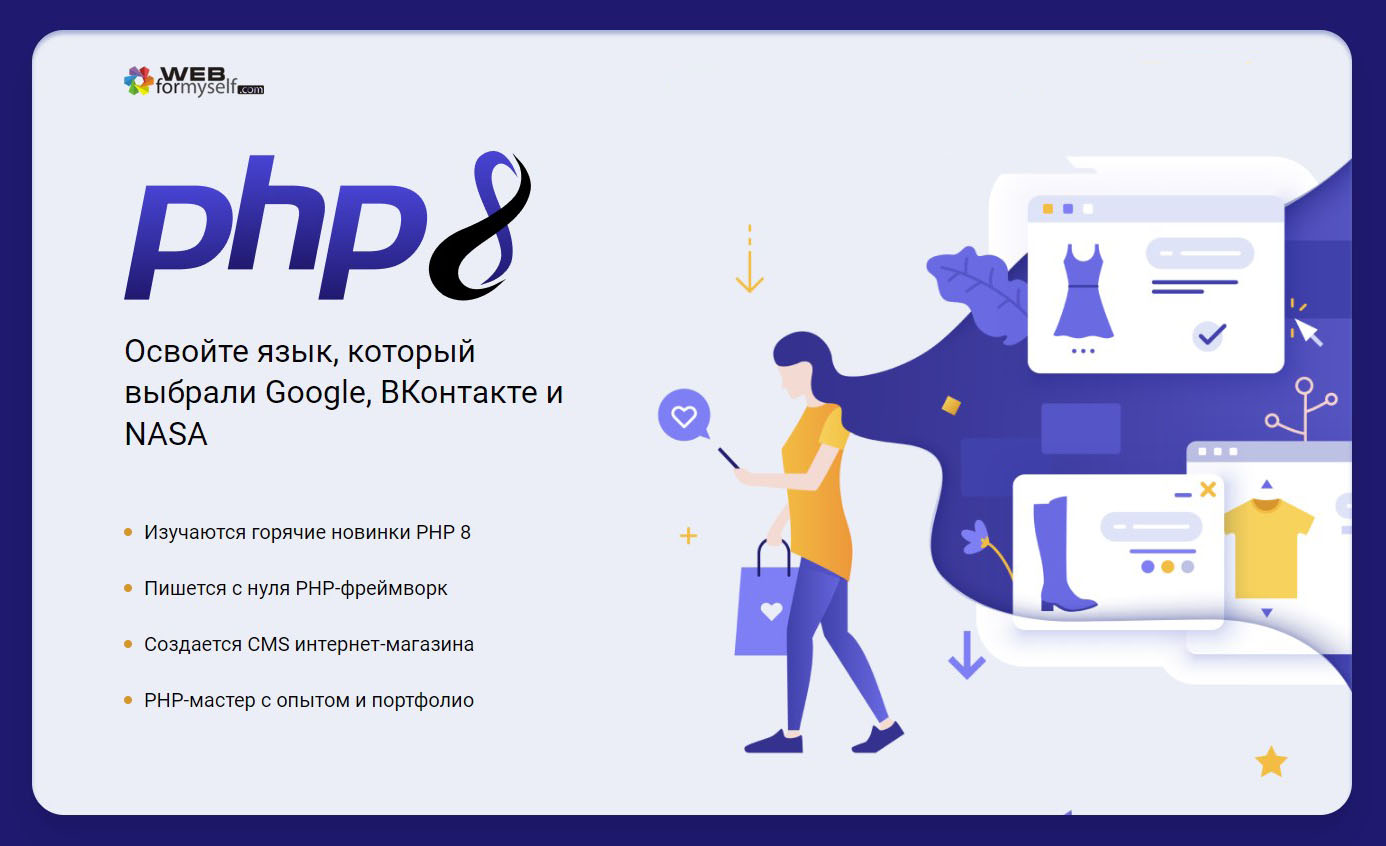 WEB
formyself.com
php 8
Освойте язык, который
выбрали Google, ВКонтакте и
NASA
Изучаются горячие новинки PHP 8
Пишется с нуля PHP-фреймворк
Создается CMS интернет-магазина
PHP-мастер с опытом и портфолио